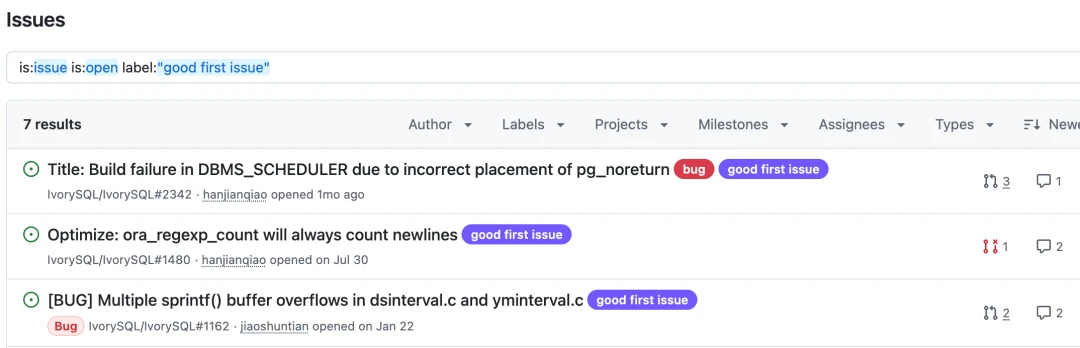 Issues
is:issue is:open label:"good first issue"
7 results Author Labels Projects Milestones Assignees Types
Title: Build failure in DBMS_SCHEDULER due to incorrect placement of pg_noreturn bug good first issue
IvorySQL/IvorySQL#2342 · hanjianqiao opened 1mo ago 3 1
Optimize: ora_regexp_count will always count newlines good first issue
IvorySQL/IvorySQL#1480 · hanjianqiao opened on Jul 30 1 2
[BUG] Multiple sprintf() buffer overflows in dsinterval.c and yminterval.c good first issue
Bug IvorySQL/IvorySQL#1162 · jiaoshuntian opened on Jan 22 2 2